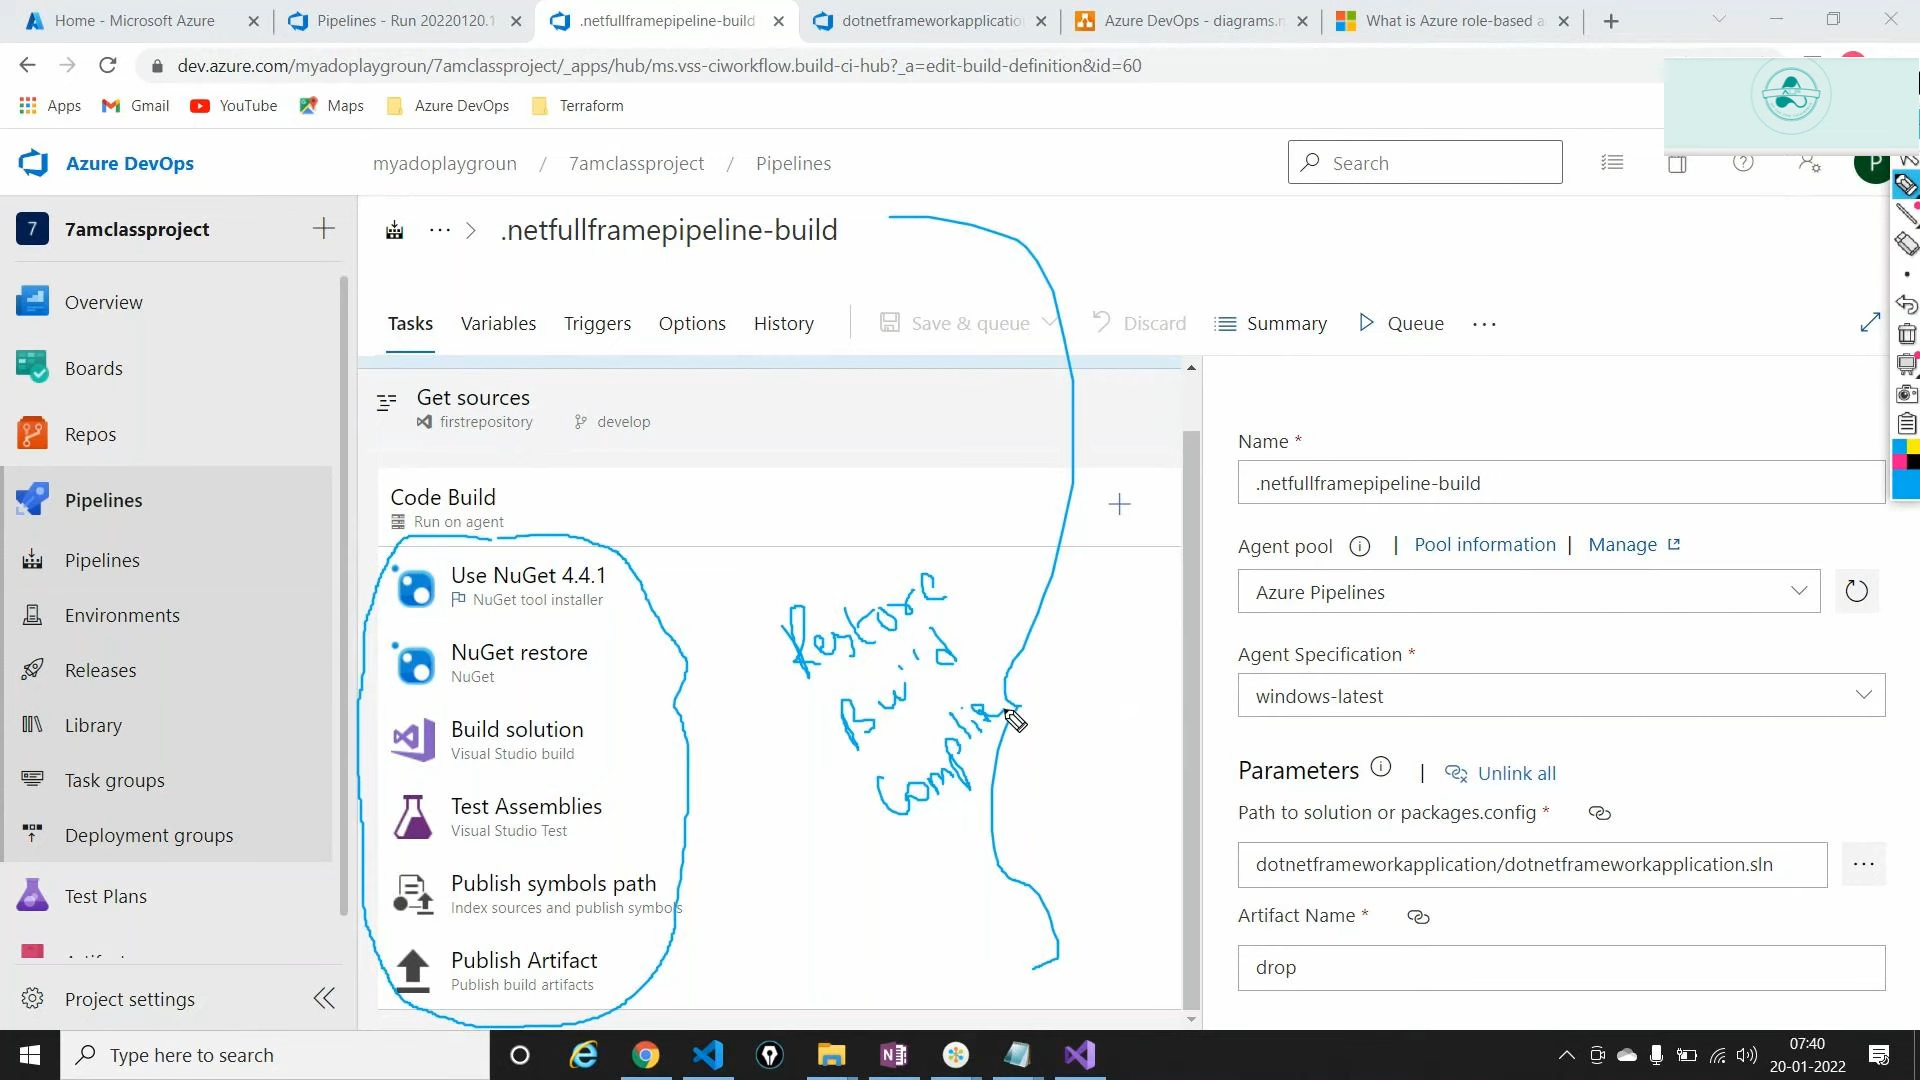 Home - Microsoft Azure
Pipelines - Run 20220120.1
.netfullframepipeline-build
dotnetframeworkapplication
Azure DevOps - diagrams.n
What is Azure role-based a
dev.azure.com/myadoplaygroun/7amclassproject/_apps/hub/ms.vss-ciworkflow.build-ci-hub?_a=edit-build-definition&id=60
Apps Gmail YouTube Maps Azure DevOps Terraform
Azure DevOps
myadoplaygroun / 7amclassproject / Pipelines
Search
P
7 7amclassproject
Overview
Boards
Repos
Pipelines
Pipelines
Environments
Releases
Library
Task groups
Deployment groups
Test Plans
Project settings
... > .netfullframepipeline-build
Tasks Variables Triggers Options History Save & queue Discard Summary Queue ...
Get sources
firstrepository develop
Code Build
Run on agent
Use NuGet 4.4.1
NuGet tool installer
NuGet restore
NuGet
Build solution
Visual Studio build
Test Assemblies
Visual Studio Test
Publish symbols path
Index sources and publish symbols
Publish Artifact
Publish build artifacts
Restore
Build
Name *
.netfullframepipeline-build
Agent pool | Pool information | Manage
Azure Pipelines
Agent Specification *
windows-latest
Parameters | Unlink all
Path to solution or packages.config *
dotnetframeworkapplication/dotnetframeworkapplication.sln
...
Artifact Name *
drop
Type here to search
07:40
20-01-2022